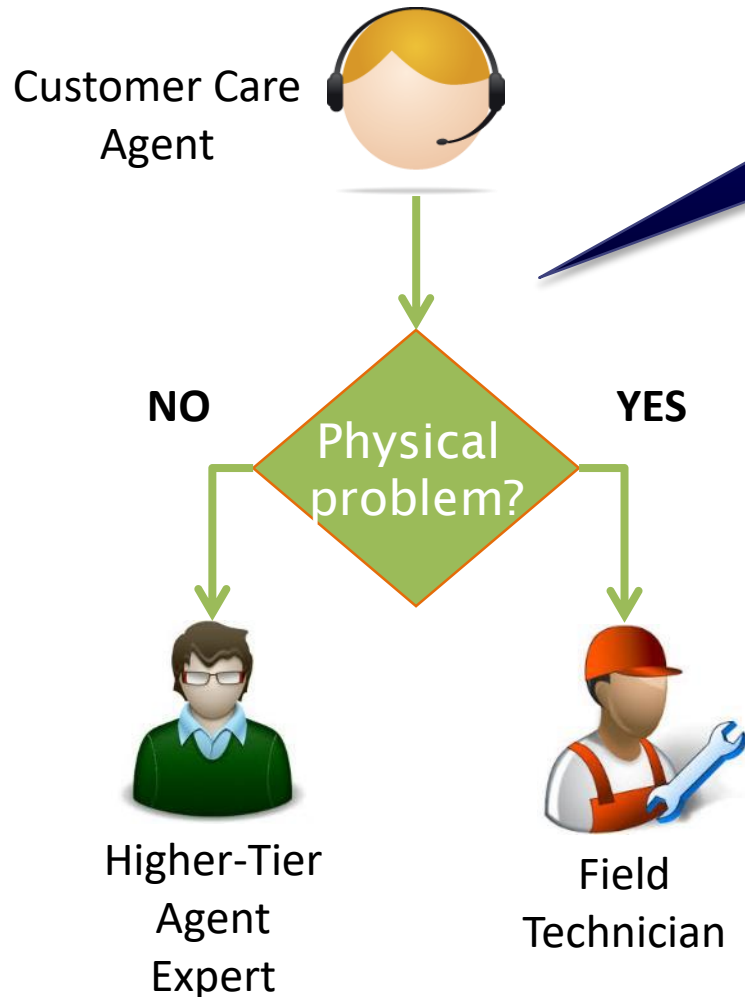 Customer Care
Agent
NO
YES
Physical
problem?
Higher-Tier
Agent
Expert
Field
Technician